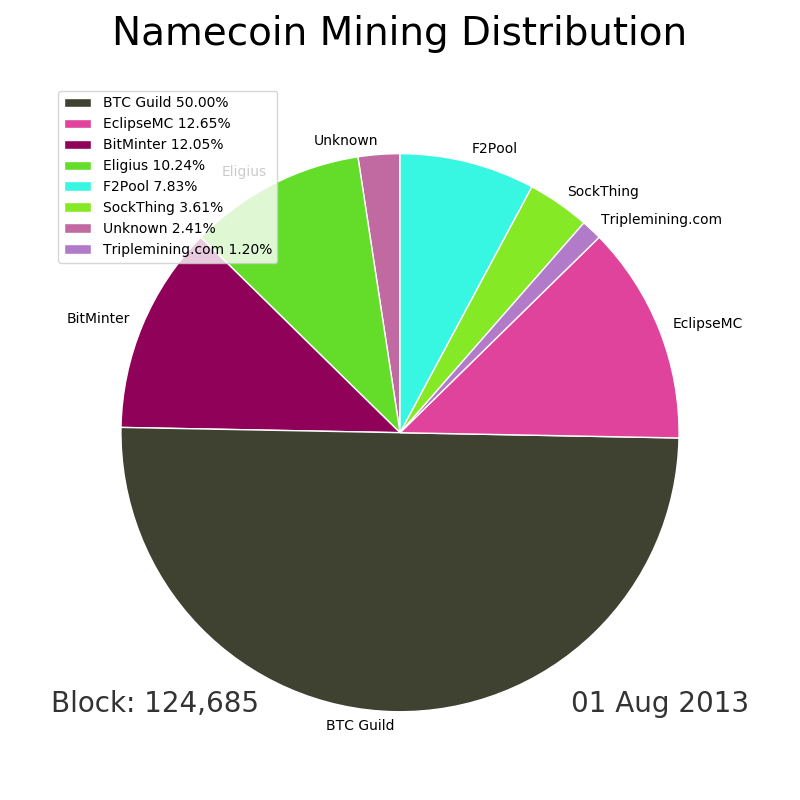 Namecoin Mining Distribution
BTC Guild 50.00%
EclipseMC 12.65%
BitMinter 12.05%
Eligius 10.24%
F2Pool 7.83%
SockThing 3.61%
Unknown 2.41%
Triplemining.com 1.20%
Unknown
F2Pool
Eligius
SockThing
Triplemining.com
BitMinter
EclipseMC
Block: 124,685
01 Aug 2013
BTC Guild